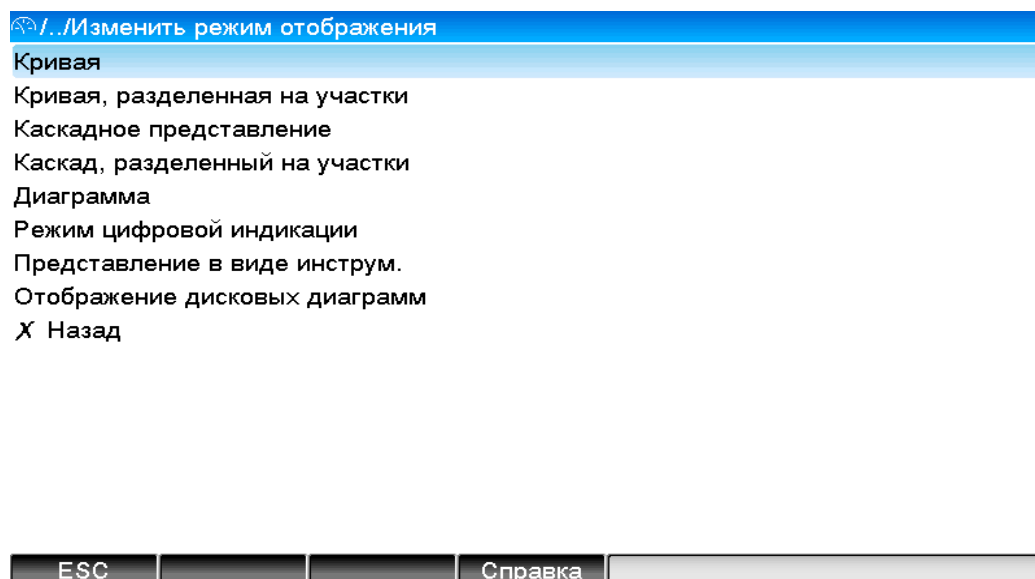 /../Изменить режим отображения
Кривая
Кривая, разделенная на участки
Каскадное представление
Каскад, разделенный на участки
Диаграмма
Режим цифровой индикации
Представление в виде инструм.
Отображение дисковых диаграмм
X Назад
ESC Справка